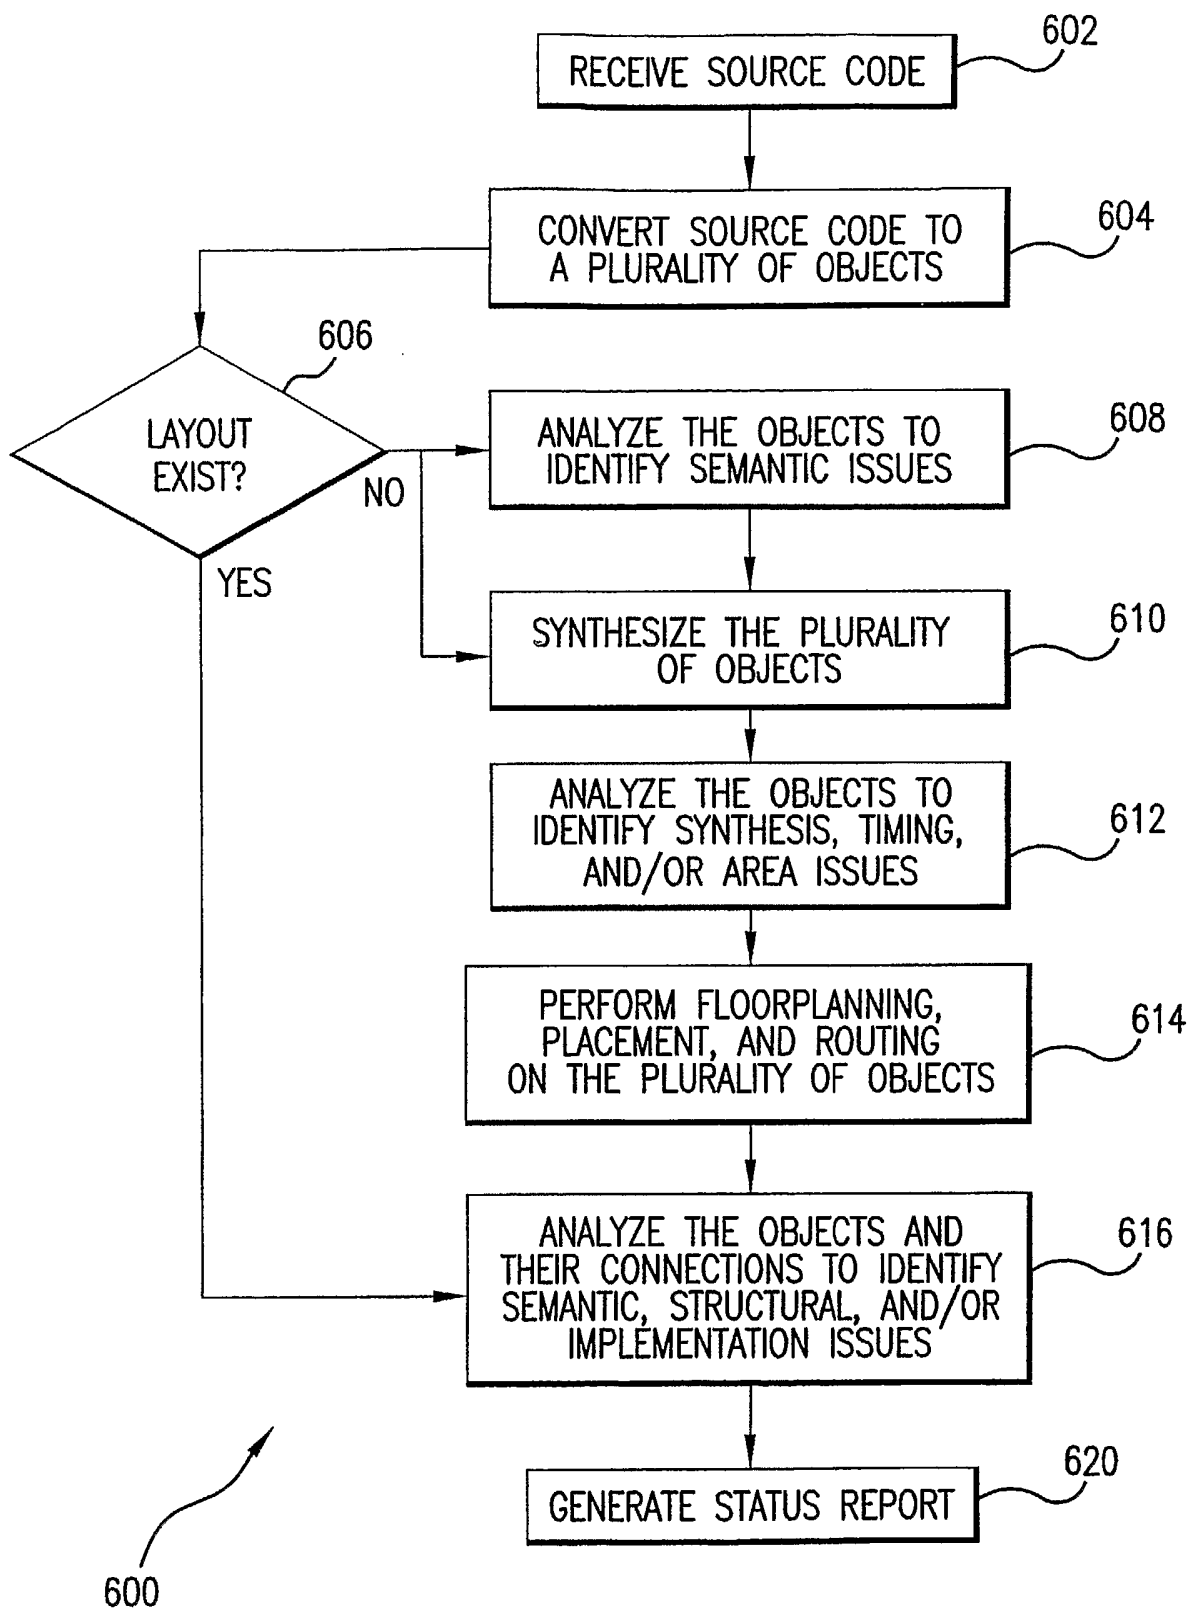 602
RECEIVE SOURCE CODE
604
CONVERT SOURCE CODE TO
A PLURALITY OF OBJECTS
606
LAYOUT
EXIST?
NO
YES
608
ANALYZE THE OBJECTS TO
IDENTIFY SEMANTIC ISSUES
610
SYNTHESIZE THE PLURALITY
OF OBJECTS
612
ANALYZE THE OBJECTS TO
IDENTIFY SYNTHESIS, TIMING,
AND/OR AREA ISSUES
614
PERFORM FLOORPLANNING,
PLACEMENT, AND ROUTING
ON THE PLURALITY OF OBJECTS
616
ANALYZE THE OBJECTS AND
THEIR CONNECTIONS TO IDENTIFY
SEMANTIC, STRUCTURAL, AND/OR
IMPLEMENTATION ISSUES
620
GENERATE STATUS REPORT
600